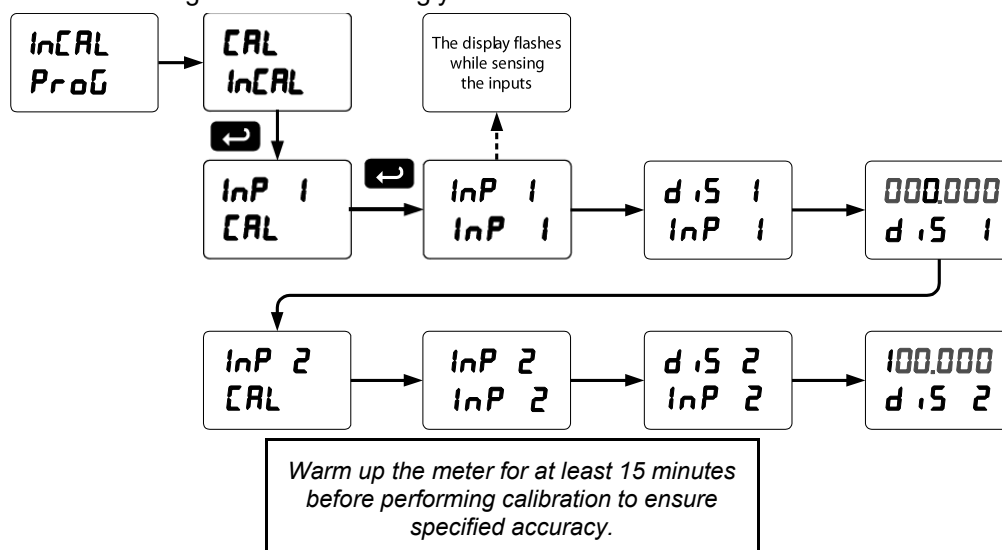 InCAL
ProG
CAL
InCAL
The display flashes
while sensing
the inputs
InP 1
CAL
InP 1
InP 1
diS 1
InP 1
000.000
diS 1
InP 2
CAL
InP 2
InP 2
diS 2
InP 2
100.000
diS 2
Warm up the meter for at least 15 minutes
before performing calibration to ensure
specified accuracy.